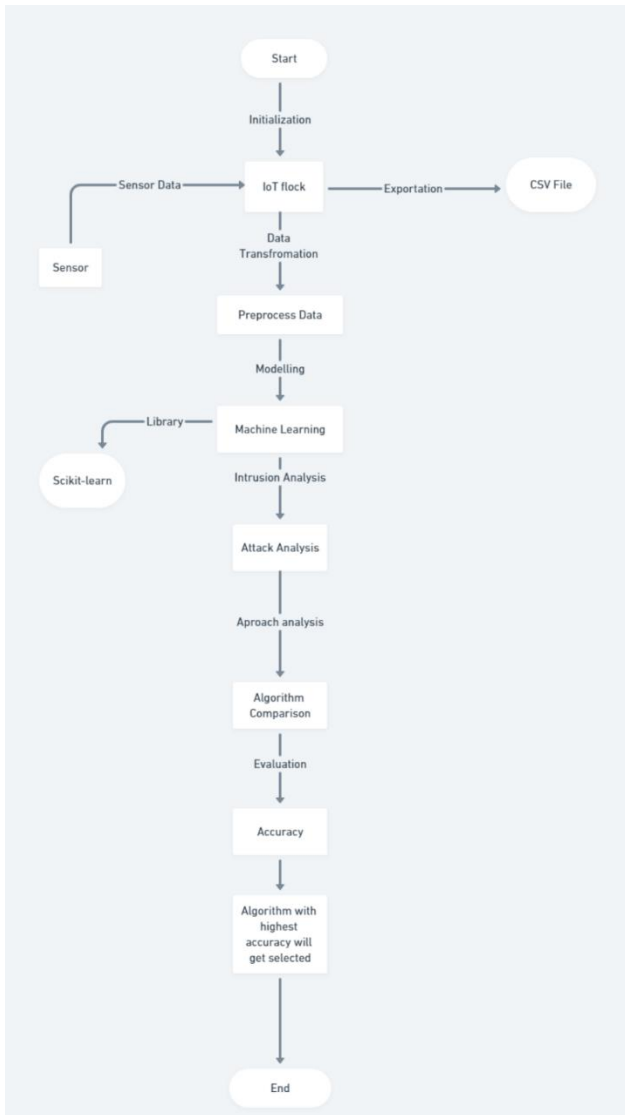 Start
Initialization
Sensor Data
IoT flock
Exportation
CSV File
Sensor
Data
Transfromation
Preprocess Data
Modelling
Library
Machine Learning
Scikit-learn
Intrusion Analysis
Attack Analysis
Aproach analysis
Algorithm
Comparison
Evaluation
Accuracy
Algorithm with
highest
accuracy will
get selected
End